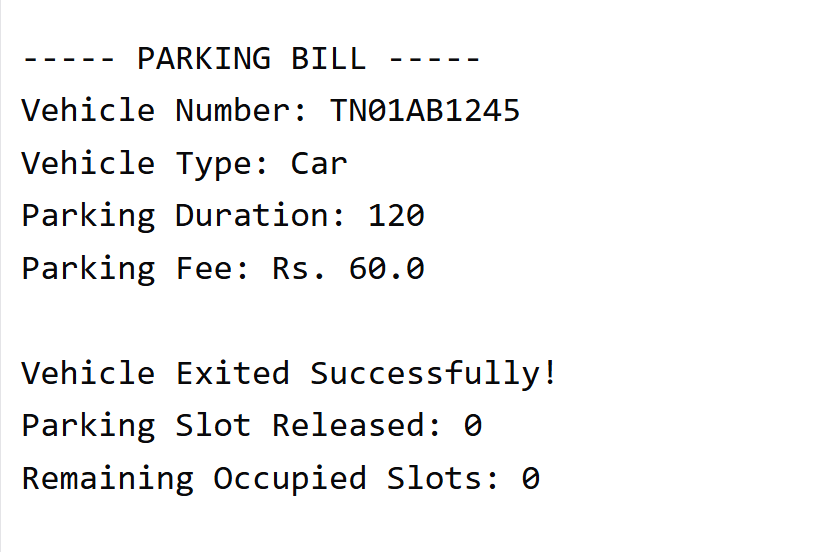 ----- PARKING BILL -----
Vehicle Number: TN01AB1245
Vehicle Type: Car
Parking Duration: 120
Parking Fee: Rs. 60.0
Vehicle Exited Successfully!
Parking Slot Released: 0
Remaining Occupied Slots: 0